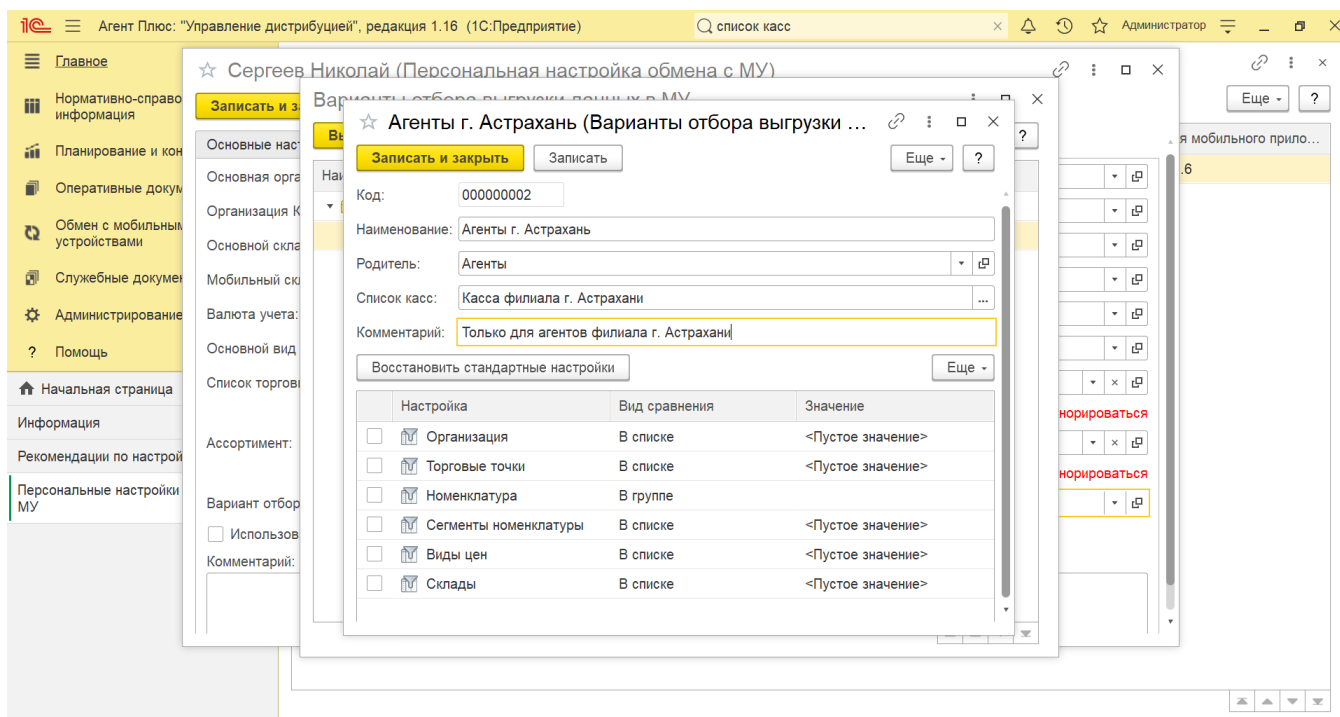 Агент Плюс: "Управление дистрибуцией", редакция 1.16 (1С:Предприятие)
список касс
Администратор
Главное
Нормативно-справо
информация
Планирование и кон
Оперативные докум
Обмен с мобильным
устройствами
Служебные докумен
Администрирование
? Помощь
Начальная страница
Информация
Рекомендации по настрой
Персональные настройки
МУ
Еще
?
я мобильного прило...
.6
Сергеев Николай (Персональная настройка обмена с МУ)
Записать и за
Основные наст
Основная орга
Организация К
Основной скла
Мобильный скл
Валюта учета:
Основной вид
Список торговы
норироваться
Ассортимент:
норироваться
Вариант отбор
Использов
Комментарий:
Варианты отбора выгрузки данных в МУ
Вы
?
Наи
Агенты г. Астрахань (Варианты отбора выгрузки ...
Записать и закрыть
Записать
Еще
?
Код: 000000002
Наименование: Агенты г. Астрахань
Родитель: Агенты
Список касс: Касса филиала г. Астрахани ...
Комментарий: Только для агентов филиала г. Астрахани
Восстановить стандартные настройки
Еще
Настройка Вид сравнения Значение
Организация В списке <Пустое значение>
Торговые точки В списке <Пустое значение>
Номенклатура В группе
Сегменты номенклатуры В списке <Пустое значение>
Виды цен В списке <Пустое значение>
Склады В списке <Пустое значение>